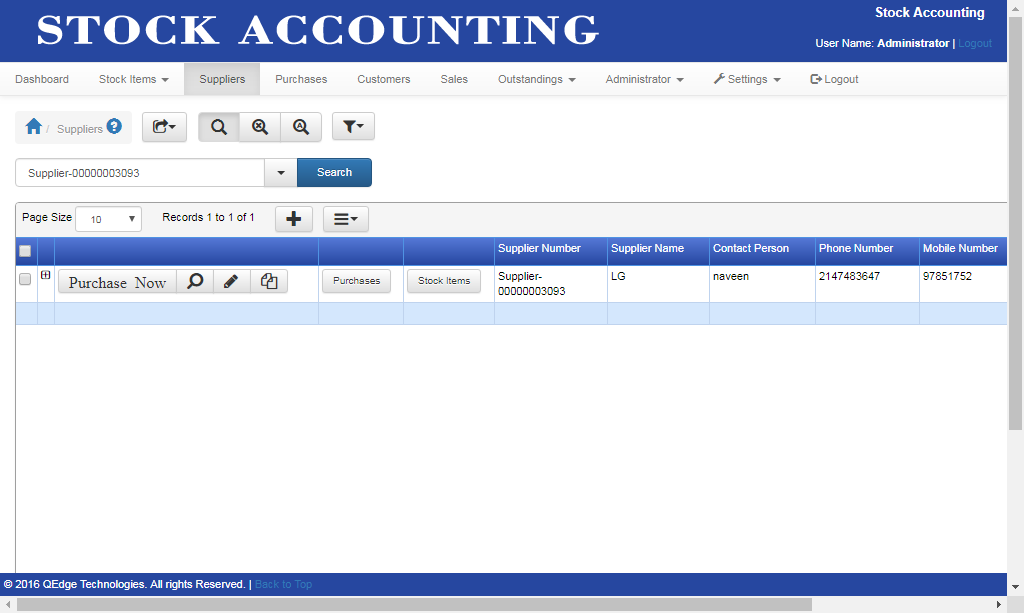 STOCK ACCOUNTING
Stock Accounting
User Name: Administrator | Logout
Dashboard Stock Items Suppliers Purchases Customers Sales Outstandings Administrator Settings Logout
/ Suppliers
Supplier-00000003093 Search
Page Size 10 Records 1 to 1 of 1
Supplier Number Supplier Name Contact Person Phone Number Mobile Number
Purchase Now Purchases Stock Items Supplier- LG naveen 2147483647 97851752
00000003093
© 2016 QEdge Technologies. All rights Reserved. | Back to Top